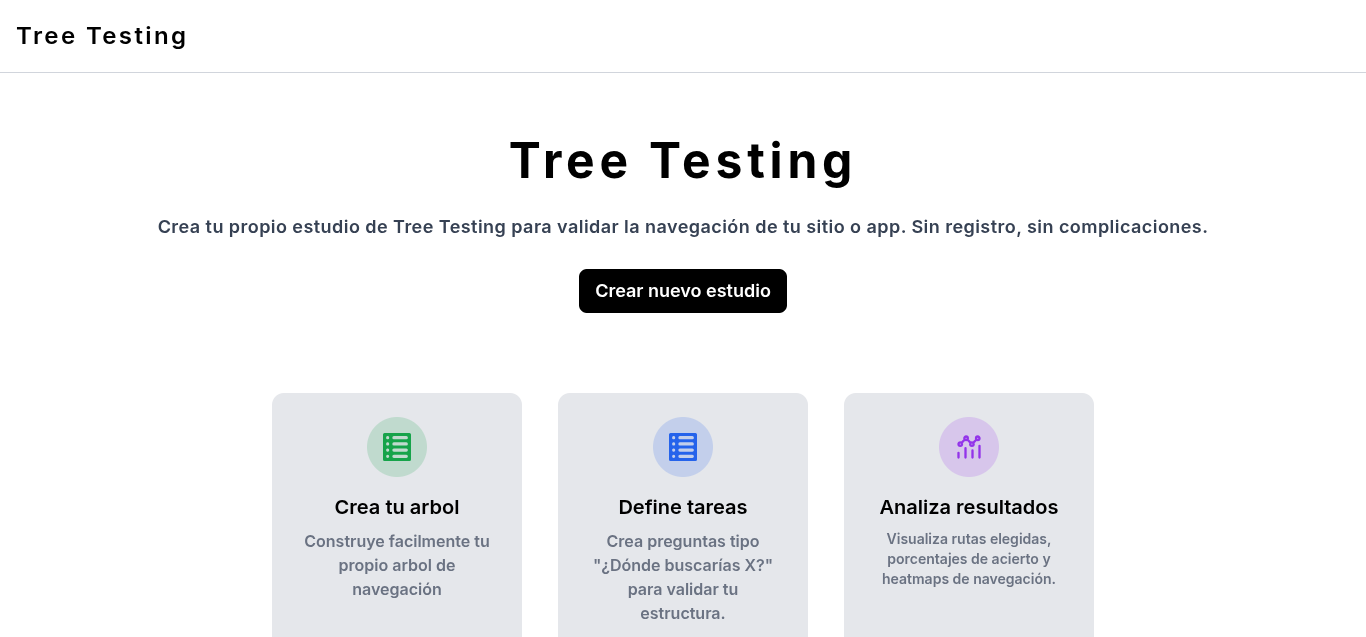 Tree Testing
Tree Testing
Crea tu propio estudio de Tree Testing para validar la navegación de tu sitio o app. Sin registro, sin complicaciones.
Crear nuevo estudio
Crea tu arbol
Construye facilmente tu
propio arbol de
navegación
Define tareas
Crea preguntas tipo
"¿Dónde buscarías X?"
para validar tu
estructura.
Analiza resultados
Visualiza rutas elegidas,
porcentajes de acierto y
heatmaps de navegación.